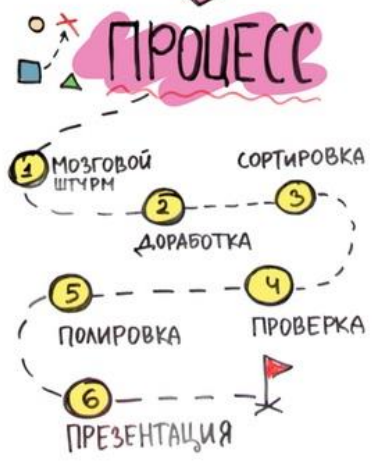 ПРОЦЕСС
1 МОЗГОВОЙ
ШТУРМ
2
ДОРАБОТКА
3
СОРТИРОВКА
4
ПРОВЕРКА
5
ПОЛИРОВКА
6
ПРЕЗЕНТАЦИЯ